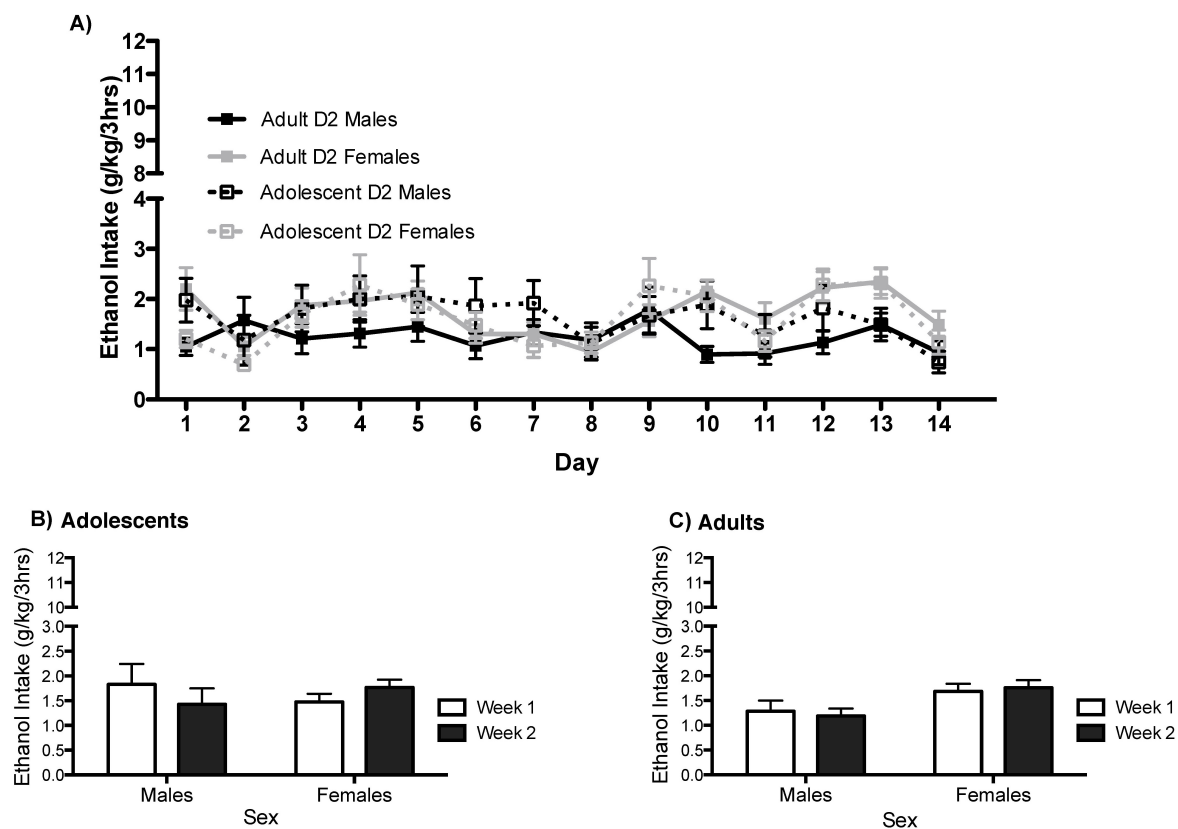 A)
12
11
10
9
8
4
3
2
1
0
Ethanol Intake (g/kg/3hrs)
Adult D2 Males
Adult D2 Females
Adolescent D2 Males
Adolescent D2 Females
1 2 3 4 5 6 7 8 9 10 11 12 13 14
Day
B) Adolescents
12
11
10
3.0
2.5
2.0
1.5
1.0
0.5
0.0
Ethanol Intake (g/kg/3hrs)
Males Females
Sex
Week 1
Week 2
C) Adults
12
11
10
3.0
2.5
2.0
1.5
1.0
0.5
0.0
Ethanol Intake (g/kg/3hrs)
Males Females
Sex
Week 1
Week 2